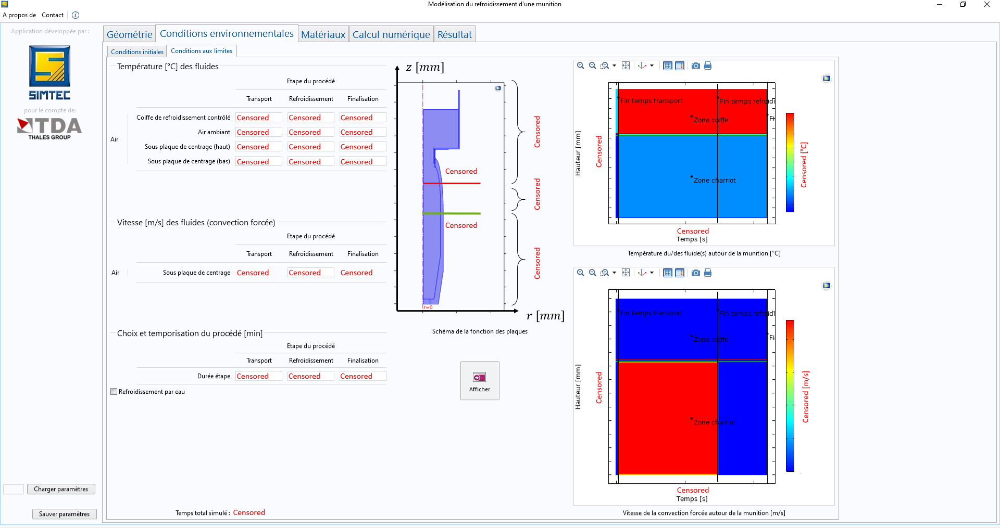 Modélisation du refroidissement d'une munition
A propos de Contact
Application développée par :
SIMTEC
pour le compte de:
TDA
THALES GROUP
Charger paramètres
Sauver paramètres
Géométrie Conditions environnementales Matériaux Calcul numérique Résultat
Conditions initiales Conditions aux limites
Température [°C] des fluides
Etape du procédé
Transport Refroidissement Finalisation
Coiffe de refroidissement contrôlé Censored Censored Censored
Air ambiant Censored Censored Censored
Air
Sous plaque de centrage (haut) Censored Censored Censored
Sous plaque de centrage (bas) Censored Censored Censored
Vitesse [m/s] des fluides (convection forcée)
Etape du procédé
Transport Refroidissement Finalisation
Air Sous plaque de centrage Censored Censored Censored
Choix et temporisation du procédé [min]
Etape du procédé
Transport Refroidissement Finalisation
Durée étape Censored Censored Censored
Refroidissement par eau
Temps total simulé : Censored
z [mm]
Censored
Censored
Censored
Censored
Censored
r=0
r [mm]
Schéma de la fonction des plaques
Afficher
Fin temps transport
Fin temps refroidi
Zone coiffe
Fi
Zone charriot
Hauteur [mm]
Censored
Censored [°C]
Censored
Temps [s]
Température du/des fluide(s) autour de la munition [°C]
Fin temps transport
Fin temps refroidi
Zone coiffe
Fi
Zone charriot
Hauteur [mm]
Censored
Censored [m/s]
Censored
Temps [s]
Vitesse de la convection forcée autour de la munition [m/s]